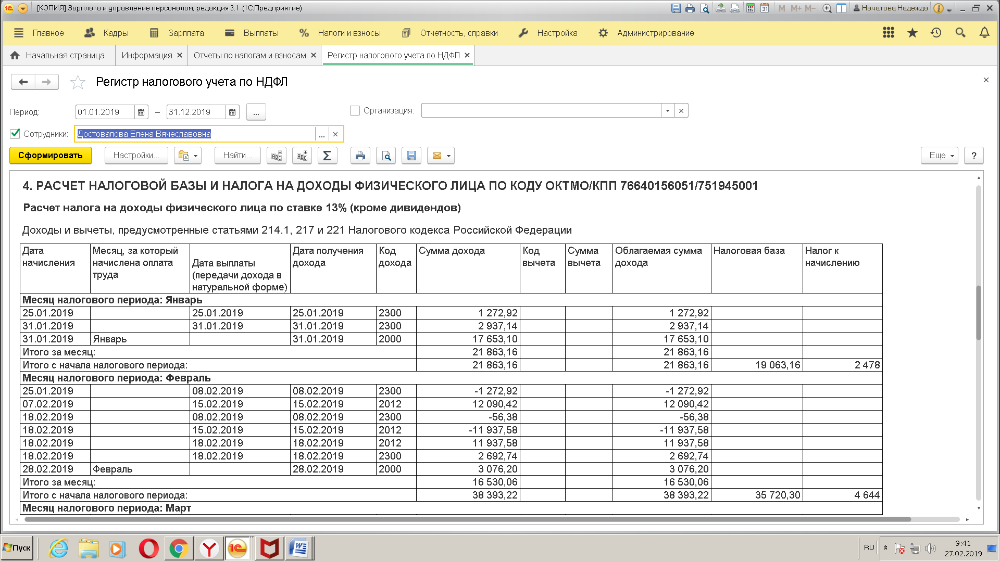 [КОПИЯ] Зарплата и управление персоналом, редакция 3.1 (1С:Предприятие)
M M+ M- Начатова Надежда
Главное Кадры Зарплата Выплаты Налоги и взносы Отчетность, справки Настройка Администрирование
Начальная страница Информация Отчеты по налогам и взносам Регистр налогового учета по НДФЛ
Регистр налогового учета по НДФЛ
Период: 01.01.2019 – 31.12.2019 ... Организация:
Сотрудники: Достовалова Елена Вячеславовна ...
Сформировать Настройки... Найти... Еще ?
4. РАСЧЕТ НАЛОГОВОЙ БАЗЫ И НАЛОГА НА ДОХОДЫ ФИЗИЧЕСКОГО ЛИЦА ПО КОДУ ОКТМО/КПП 76640156051/751945001
Расчет налога на доходы физического лица по ставке 13% (кроме дивидендов)
Доходы и вычеты, предусмотренные статьями 214.1, 217 и 221 Налогового кодекса Российской Федерации
Дата начисления Месяц, за который начислена оплата труда Дата выплаты (передачи дохода в натуральной форме) Дата получения дохода Код дохода Сумма дохода Код вычета Сумма вычета Облагаемая сумма дохода Налоговая база Налог к начислению
Месяц налогового периода: Январь
25.01.2019 25.01.2019 25.01.2019 2300 1 272,92 1 272,92
31.01.2019 31.01.2019 31.01.2019 2300 2 937,14 2 937,14
31.01.2019 Январь 31.01.2019 2000 17 653,10 17 653,10
Итого за месяц: 21 863,16 21 863,16
Итого с начала налогового периода: 21 863,16 21 863,16 19 063,16 2 478
Месяц налогового периода: Февраль
25.01.2019 08.02.2019 08.02.2019 2300 -1 272,92 -1 272,92
07.02.2019 15.02.2019 15.02.2019 2012 12 090,42 12 090,42
18.02.2019 08.02.2019 08.02.2019 2300 -56,38 -56,38
18.02.2019 15.02.2019 15.02.2019 2012 -11 937,58 -11 937,58
18.02.2019 18.02.2019 18.02.2019 2012 11 937,58 11 937,58
18.02.2019 18.02.2019 18.02.2019 2300 2 692,74 2 692,74
28.02.2019 Февраль 28.02.2019 2000 3 076,20 3 076,20
Итого за месяц: 16 530,06 16 530,06
Итого с начала налогового периода: 38 393,22 38 393,22 35 720,30 4 644
Месяц налогового периода: Март
Пуск RU 9:41
27.02.2019